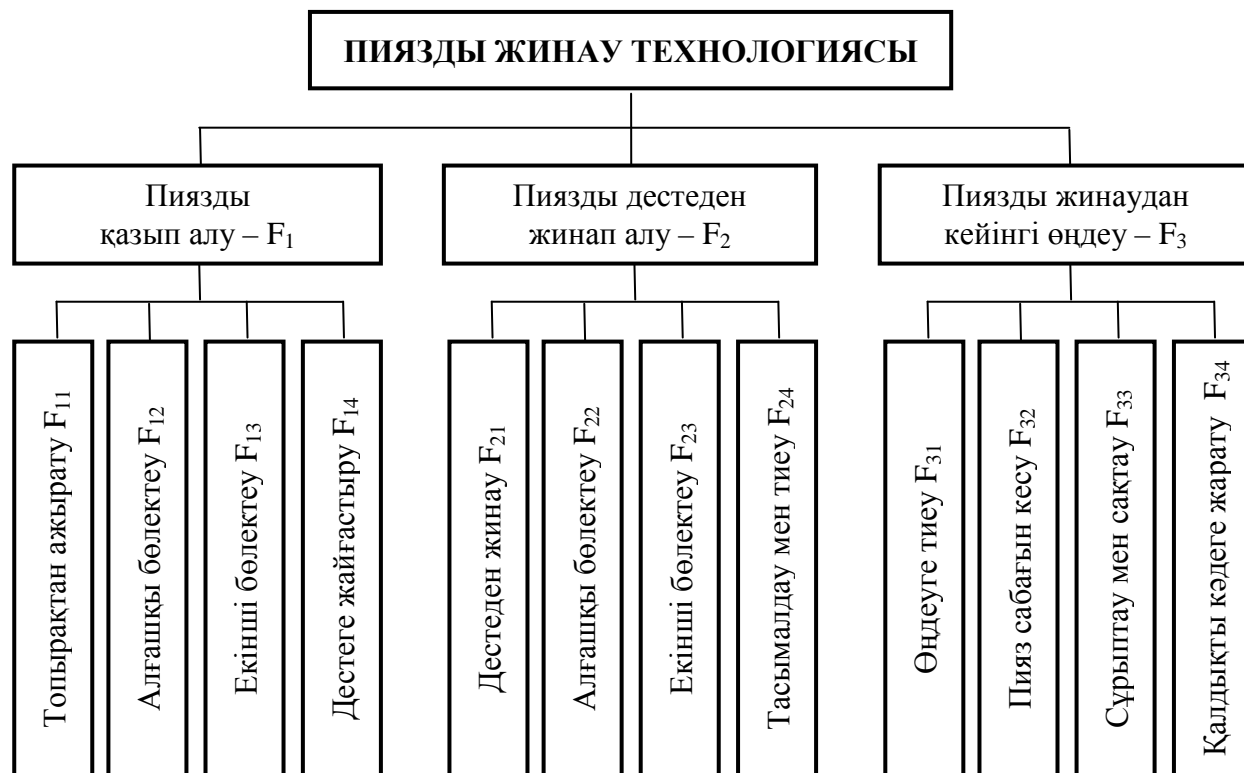 ПИЯЗДЫ ЖИНАУ ТЕХНОЛОГИЯСЫ
Пиязды
қазып алу – F₁
Пиязды дестеден
жинап алу – F₂
Пиязды жинаудан
кейінгі өңдеу – F₃
Топырақтан ажырату F₁₁
Алғашқы бөлектеу F₁₂
Екінші бөлектеу F₁₃
Дестеге жайғастыру F₁₄
Дестеден жинау F₂₁
Алғашқы бөлектеу F₂₂
Екінші бөлектеу F₂₃
Тасымалдау мен тиеу F₂₄
Өңдеуге тиеу F₃₁
Пияз сабағын кесу F₃₂
Сұрыптау мен сақтау F₃₃
Қалдықты кәдеге жарату F₃₄